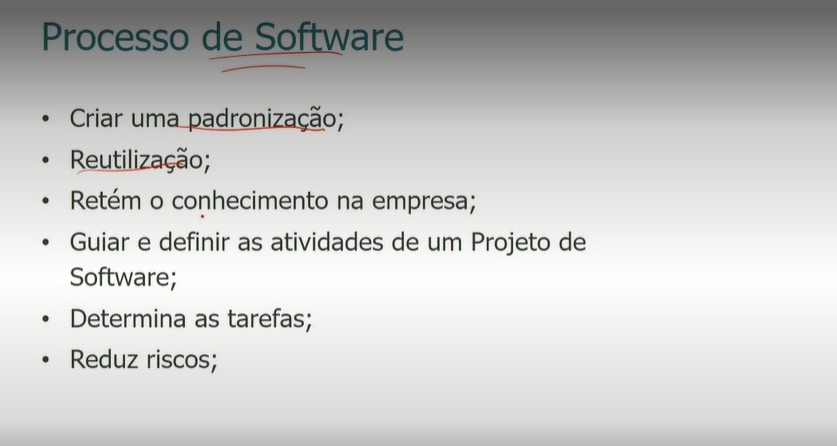 Processo de Software
• Criar uma padronização;
• Reutilização;
• Retém o conhecimento na empresa;
• Guiar e definir as atividades de um Projeto de
Software;
• Determina as tarefas;
• Reduz riscos;